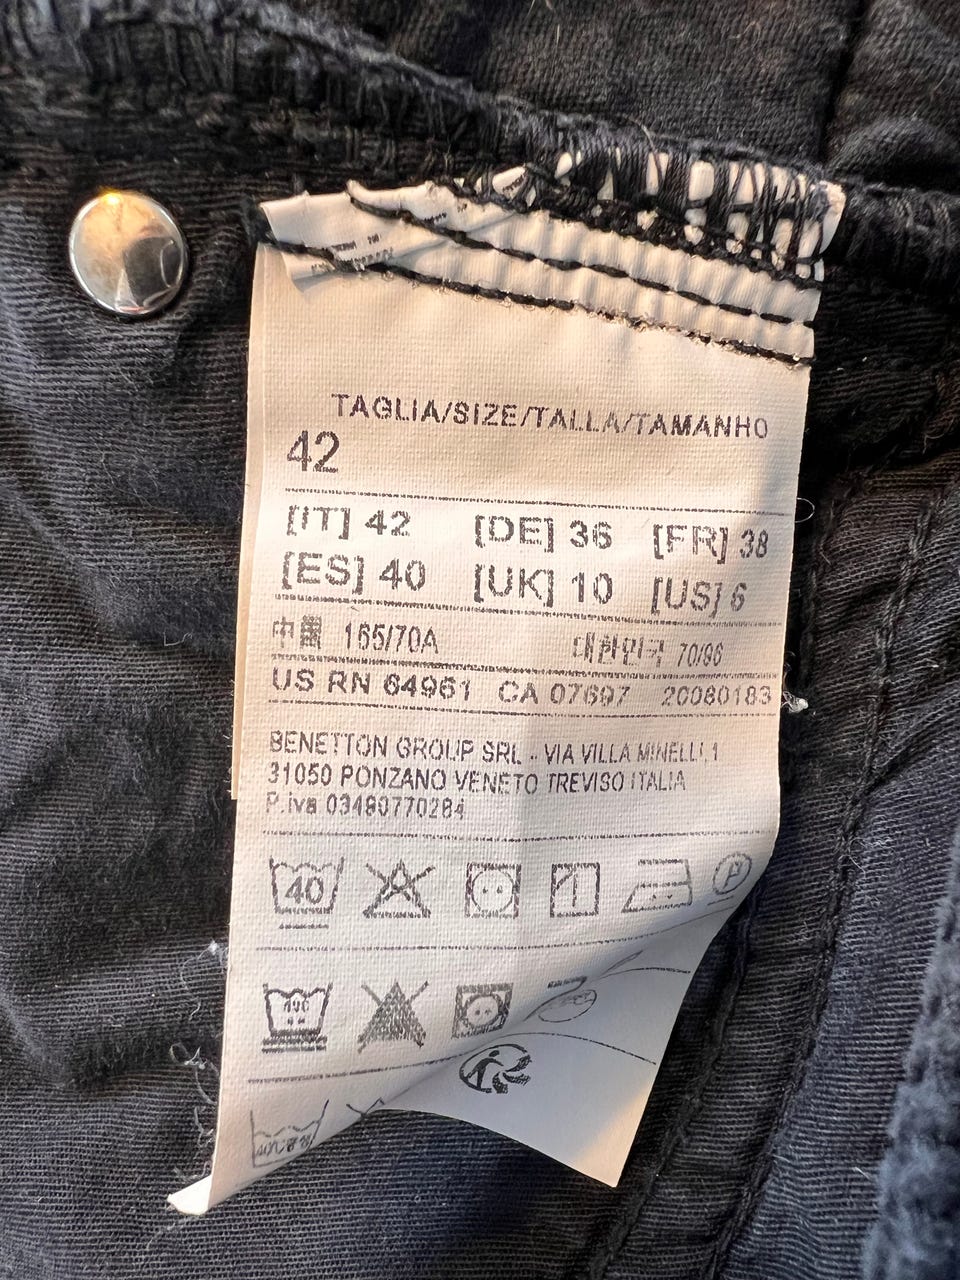 TAGLIA/SIZE/TALLA/TAMANHO
42
[IT] 42 [DE] 36 [FR] 38
[ES] 40 [UK] 10 [US] 6
中國 165/70A 대한민국 70/96
US RN 64961 CA 07697 20080183
BENETTON GROUP SRL - VIA VILLA MINELLI,1
31050 PONZANO VENETO TREVISO ITALIA
P.iva 03490770264
40 P